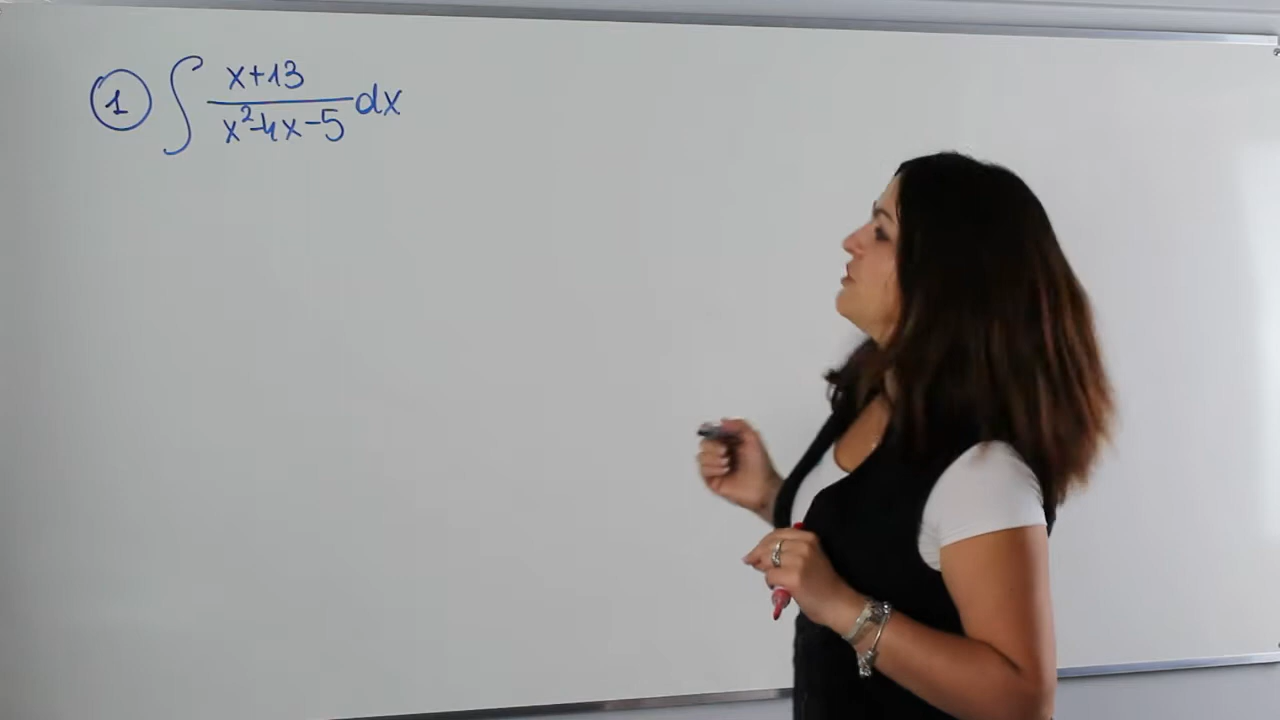 ① ∫ (x+13)/(x²-4x-5) dx